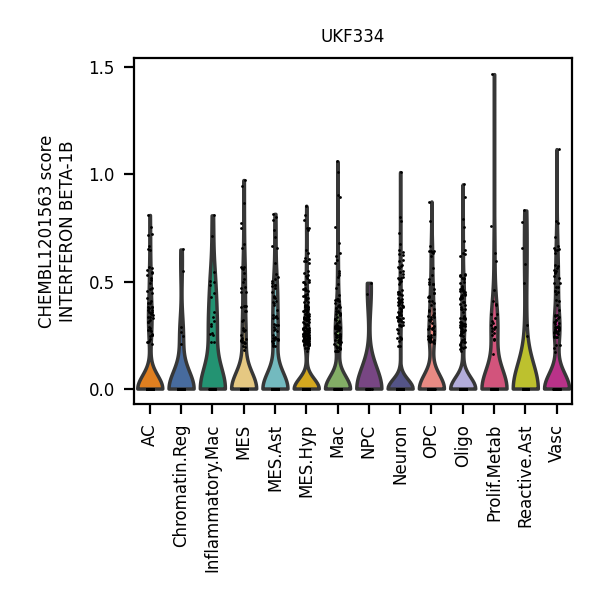 UKF334
CHEMBL1201563 score
INTERFERON BETA-1B
1.5
1.0
0.5
0.0
AC
Chromatin.Reg
Inflammatory.Mac
MES
MES.Ast
MES.Hyp
Mac
NPC
Neuron
OPC
Oligo
Prolif.Metab
Reactive.Ast
Vasc